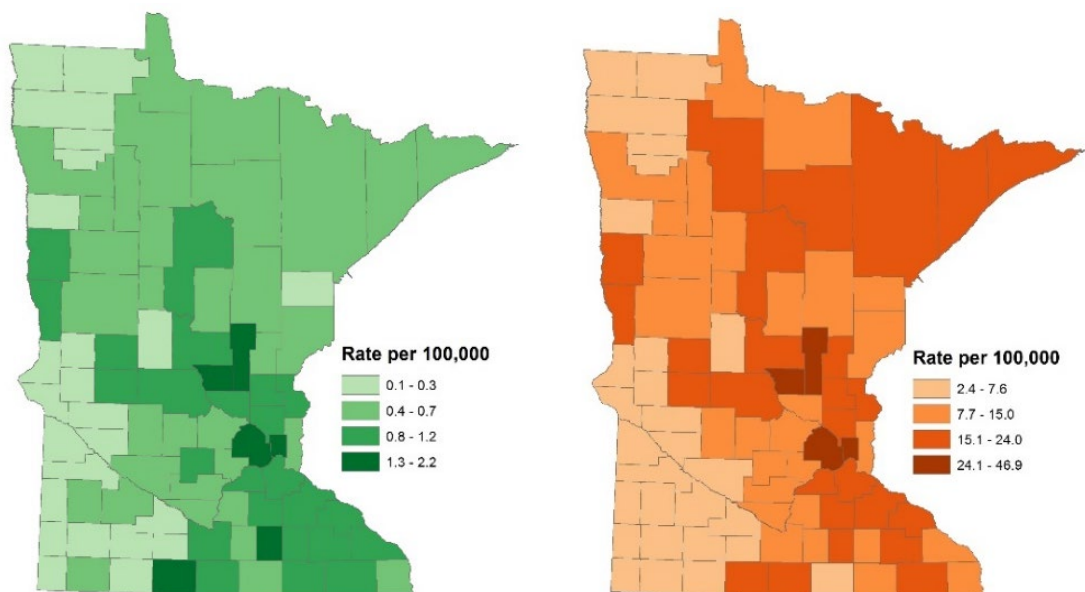 Rate per 100,000
0.1 - 0.3
0.4 - 0.7
0.8 - 1.2
1.3 - 2.2
Rate per 100,000
2.4 - 7.6
7.7 - 15.0
15.1 - 24.0
24.1 - 46.9